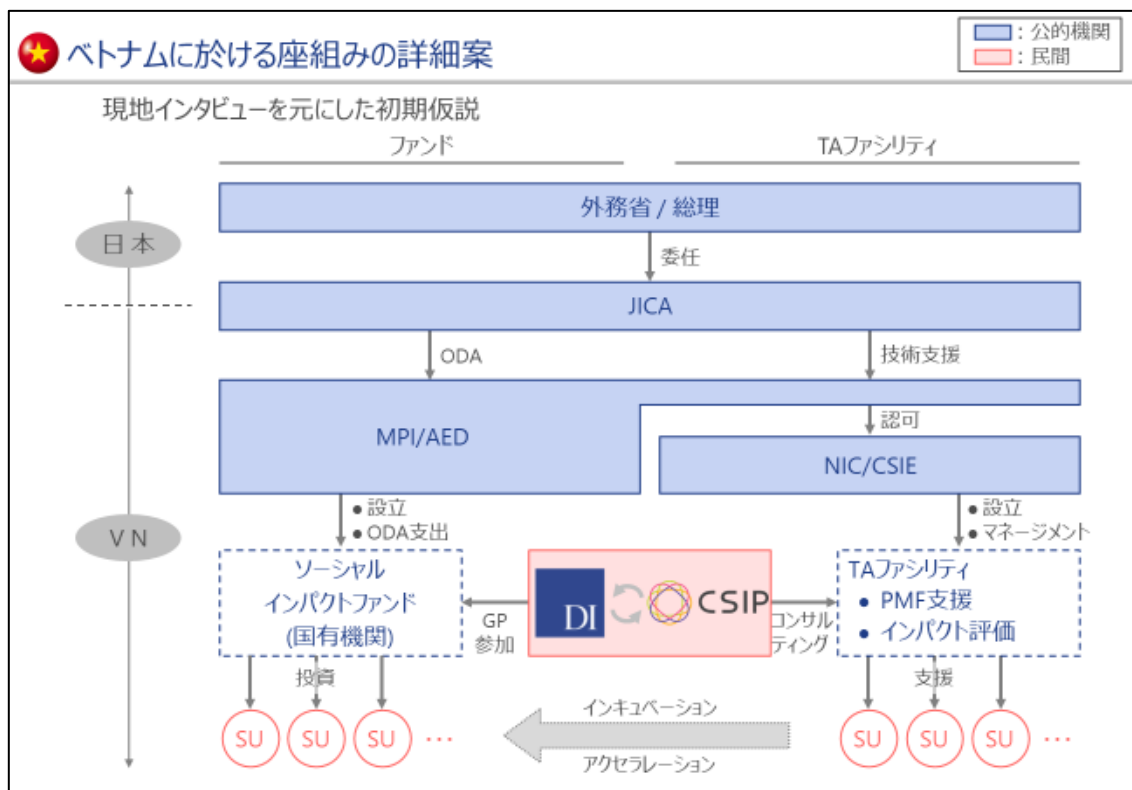 ベトナムに於ける座組みの詳細案
：公的機関
：民間
現地インタビューを元にした初期仮説
ファンド
TAファシリティ
外務省 / 総理
日本
委任
JICA
ODA
技術支援
MPI/AED
認可
NIC/CSIE
● 設立
● ODA支出
● 設立
● マネージメント
VN
ソーシャル
インパクトファンド
(国有機関)
GP
参加
DI
CSIP
コンサル
ティング
TAファシリティ
● PMF支援
● インパクト評価
投資
支援
SU SU SU …
インキュベーション
アクセラレーション
SU SU SU …